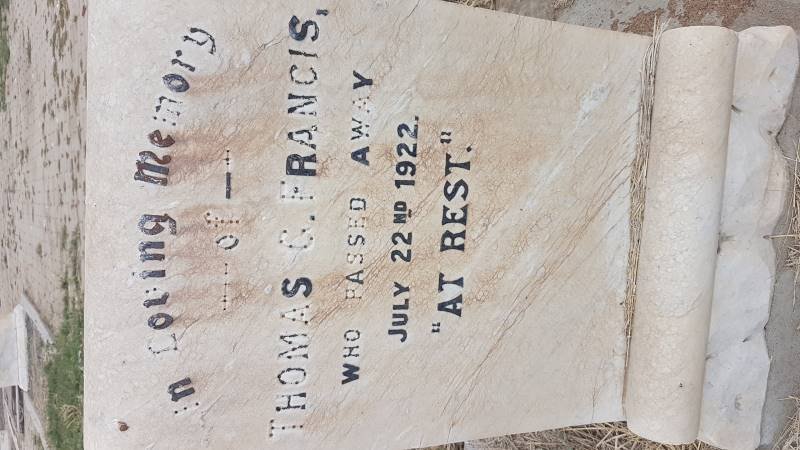 In Loving Memory
of
THOMAS C. FRANCIS,
WHO PASSED AWAY
JULY 22ND 1922.
"AT REST."